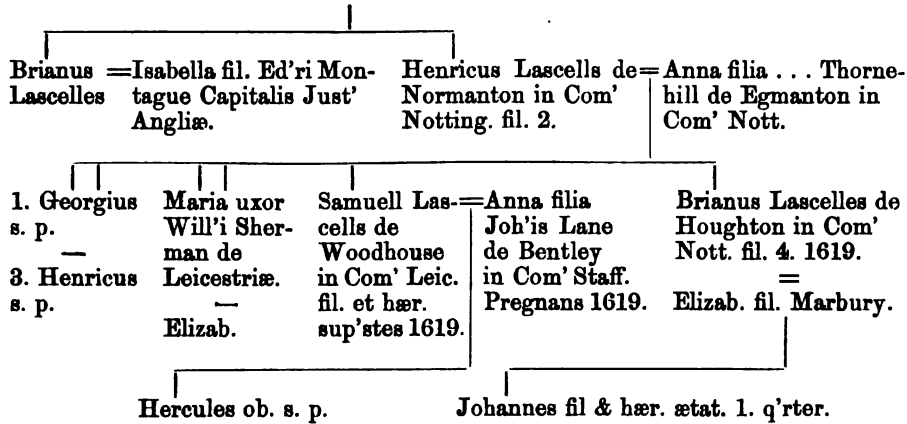 Brianus =Isabella fil. Ed'ri Mon-
Lascelles tague Capitalis Just'
Angliæ.
Henricus Lascells de=Anna filia . . . Thorne-
Normanton in Com' hill de Egmanton in
Notting. fil. 2. Com' Nott.
1. Georgius
s. p.
—
3. Henricus
s. p.
Maria uxor
Will'i Sher-
man de
Leicestriæ.
—
Elizab.
Samuell Las-=Anna filia
cells de Joh'is Lane
Woodhouse de Bentley
in Com' Leic. in Com' Staff.
fil. et hær. Pregnans 1619.
sup'stes 1619.
Brianus Lascelles de
Houghton in Com'
Nott. fil. 4. 1619.
=
Elizab. fil. Marbury.
Hercules ob. s. p.
Johannes fil & hær. ætat. 1. q'rter.